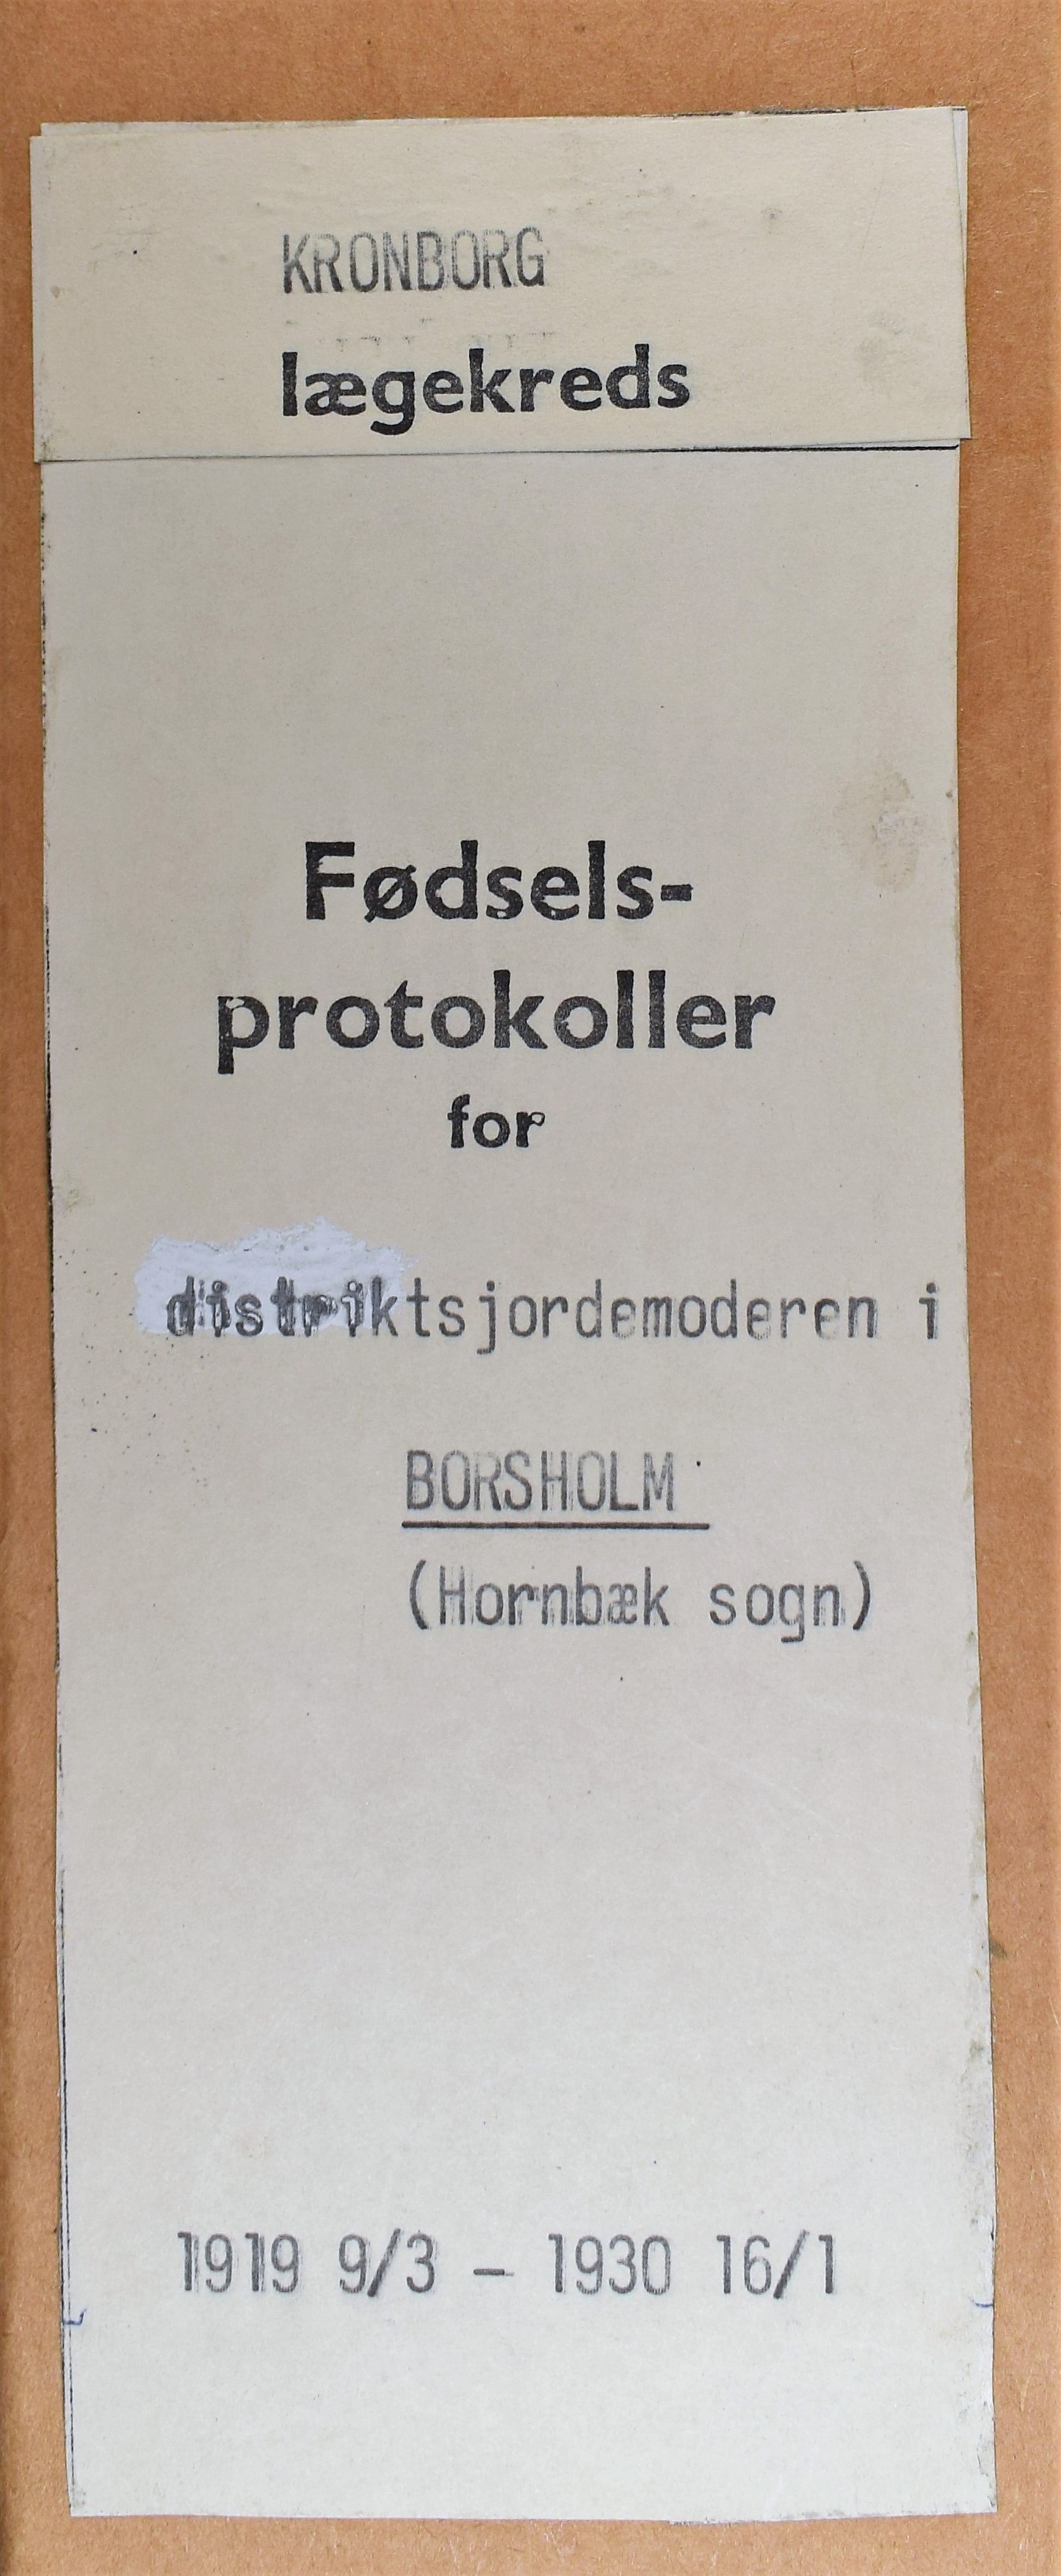 KRONBORG
lægekreds
Fødsels-
protokoller
for
distriktsjordemoderen i
BORSHOLM
(Hornbæk sogn)
1919 9/3 - 1930 16/1